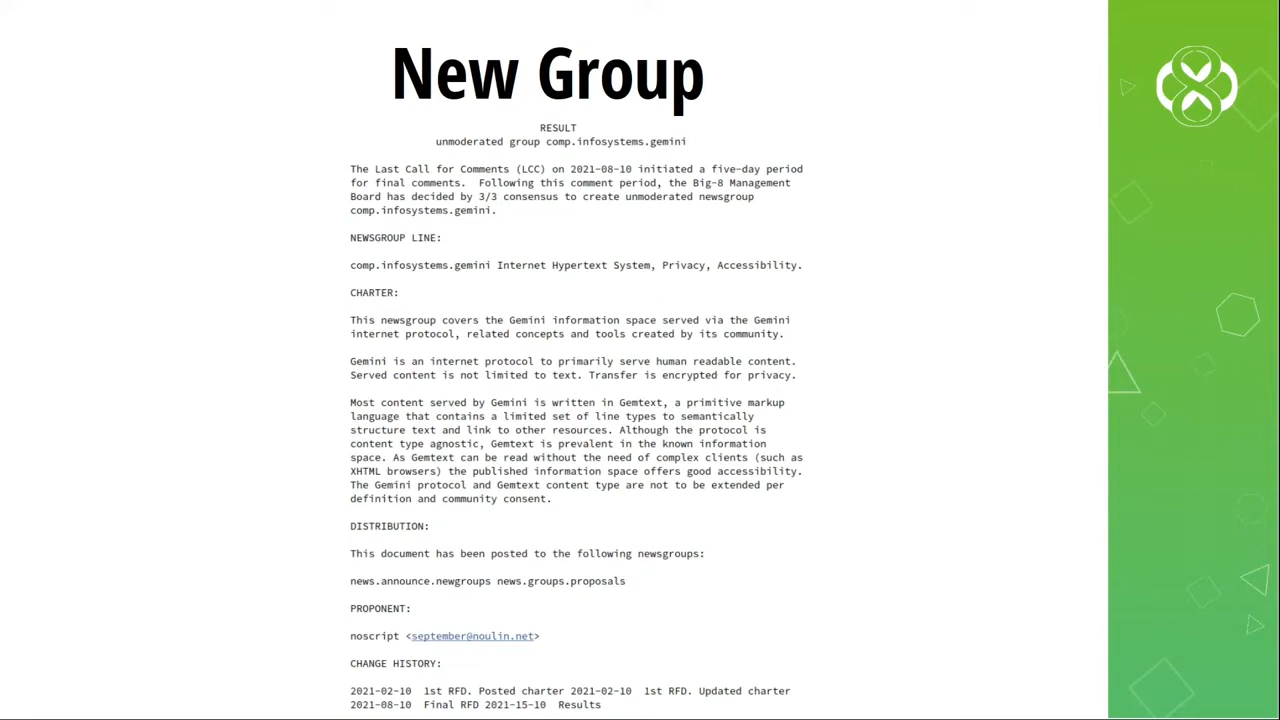 New Group
RESULT
unmoderated group comp.infosystems.gemini
The Last Call for Comments (LCC) on 2021-08-10 initiated a five-day period
for final comments.  Following this comment period, the Big-8 Management
Board has decided by 3/3 consensus to create unmoderated newsgroup
comp.infosystems.gemini.
NEWSGROUP LINE:
comp.infosystems.gemini Internet Hypertext System, Privacy, Accessibility.
CHARTER:
This newsgroup covers the Gemini information space served via the Gemini
internet protocol, related concepts and tools created by its community.
Gemini is an internet protocol to primarily serve human readable content.
Served content is not limited to text. Transfer is encrypted for privacy.
Most content served by Gemini is written in Gemtext, a primitive markup
language that contains a limited set of line types to semantically
structure text and link to other resources. Although the protocol is
content type agnostic, Gemtext is prevalent in the known information
space. As Gemtext can be read without the need of complex clients (such as
XHTML browsers) the published information space offers good accessibility.
The Gemini protocol and Gemtext content type are not to be extended per
definition and community consent.
DISTRIBUTION:
This document has been posted to the following newsgroups:
news.announce.newgroups news.groups.proposals
PROPONENT:
noscript <september@noulin.net>
CHANGE HISTORY:
2021-02-10  1st RFD. Posted charter 2021-02-10  1st RFD. Updated charter
2021-08-10  Final RFD 2021-15-10  Results